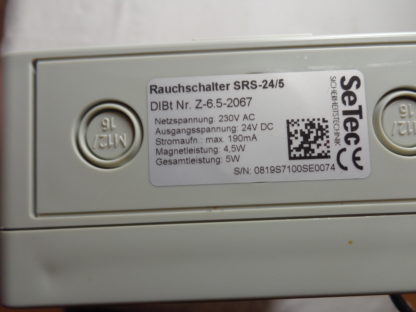 Rauchschalter SRS-24/5
DIBt Nr. Z-6.5-2067
Netzspannung: 230V AC
Ausgangsspannung: 24V DC
Stromaufn.: max. 190mA
Magnetleistung: 4,5W
Gesamtleistung: 5W
S/N: 0819S7100SE0074
SeTec
SICHERHEITSTECHNIK
CE
M12/
16
M12/
16